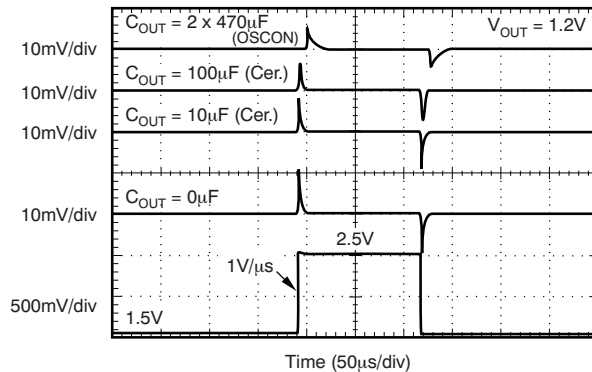 C_OUT = 2 x 470µF
(OSCON)
V_OUT = 1.2V
10mV/div
C_OUT = 100µF (Cer.)
10mV/div
C_OUT = 10µF (Cer.)
10mV/div
C_OUT = 0µF
10mV/div
2.5V
1V/µs
500mV/div
1.5V
Time (50µs/div)